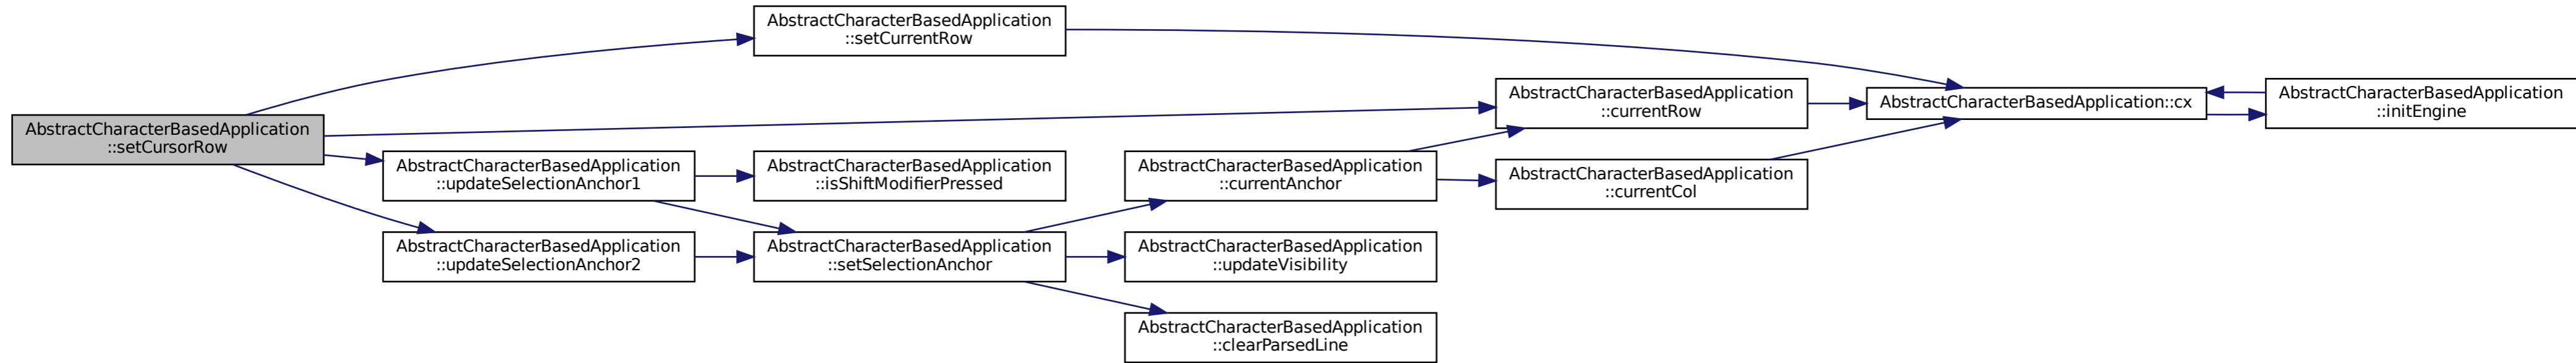 AbstractCharacterBasedApplication
::setCursorRow
AbstractCharacterBasedApplication
::setCurrentRow
AbstractCharacterBasedApplication
::updateSelectionAnchor1
AbstractCharacterBasedApplication
::updateSelectionAnchor2
AbstractCharacterBasedApplication
::isShiftModifierPressed
AbstractCharacterBasedApplication
::setSelectionAnchor
AbstractCharacterBasedApplication
::currentAnchor
AbstractCharacterBasedApplication
::updateVisibility
AbstractCharacterBasedApplication
::clearParsedLine
AbstractCharacterBasedApplication
::currentRow
AbstractCharacterBasedApplication
::currentCol
AbstractCharacterBasedApplication::cx
AbstractCharacterBasedApplication
::initEngine